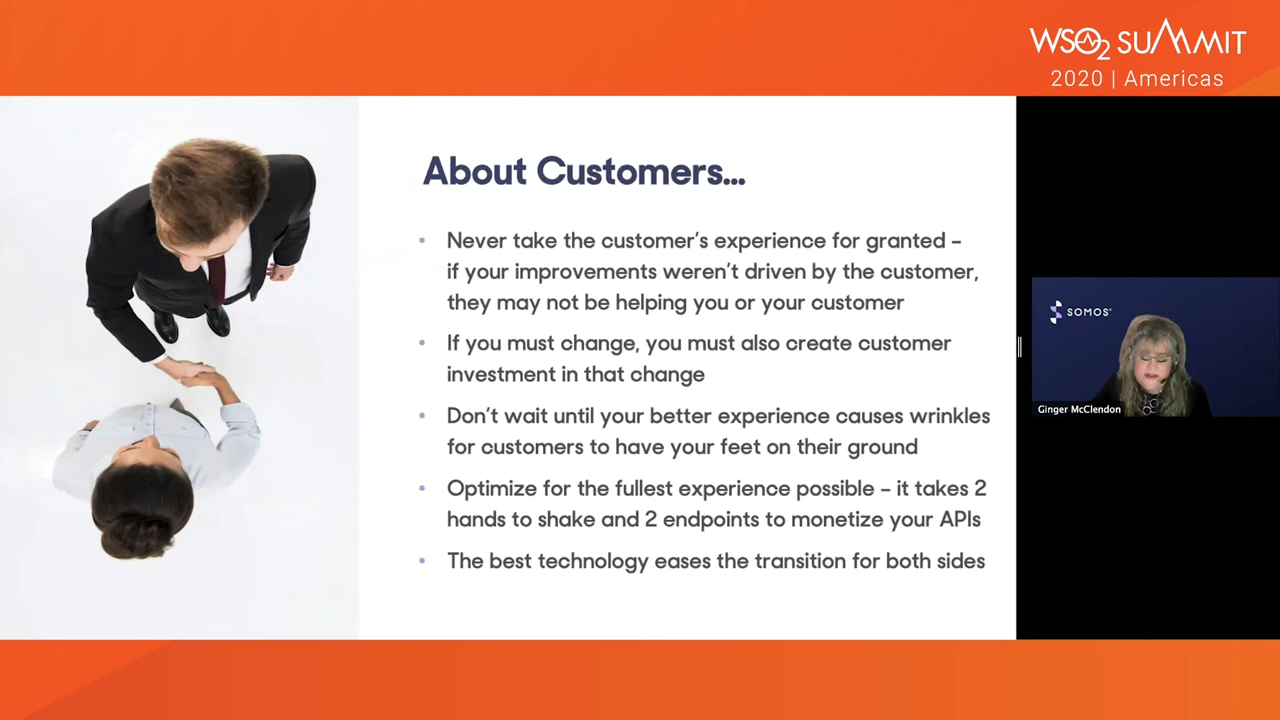 WSO2 SUMMIT
2020 | Americas
About Customers...
• Never take the customer's experience for granted –
if your improvements weren't driven by the customer,
they may not be helping you or your customer
• If you must change, you must also create customer
investment in that change
• Don't wait until your better experience causes wrinkles
for customers to have your feet on their ground
• Optimize for the fullest experience possible – it takes 2
hands to shake and 2 endpoints to monetize your APIs
• The best technology eases the transition for both sides
SOMOS
Ginger McClendon